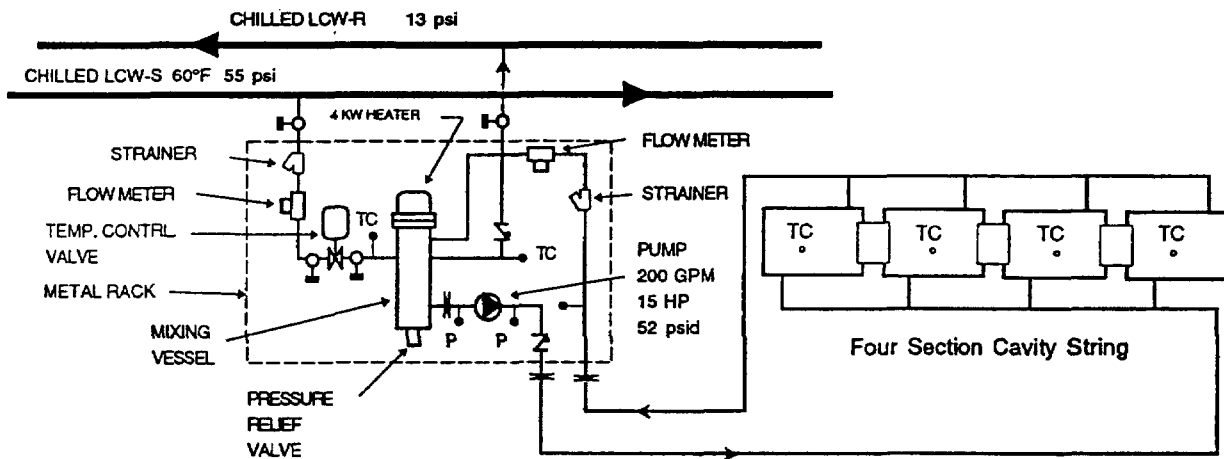 CHILLED LCW-R 13 psi
CHILLED LCW-S 60°F 55 psi
4 KW HEATER
FLOW METER
STRAINER
STRAINER
FLOW METER
TEMP. CONTRL
VALVE
TC
TC
METAL RACK
PUMP
200 GPM
15 HP
52 psid
MIXING
VESSEL
P
P
PRESSURE
RELIEF
VALVE
TC
TC
TC
TC
Four Section Cavity String